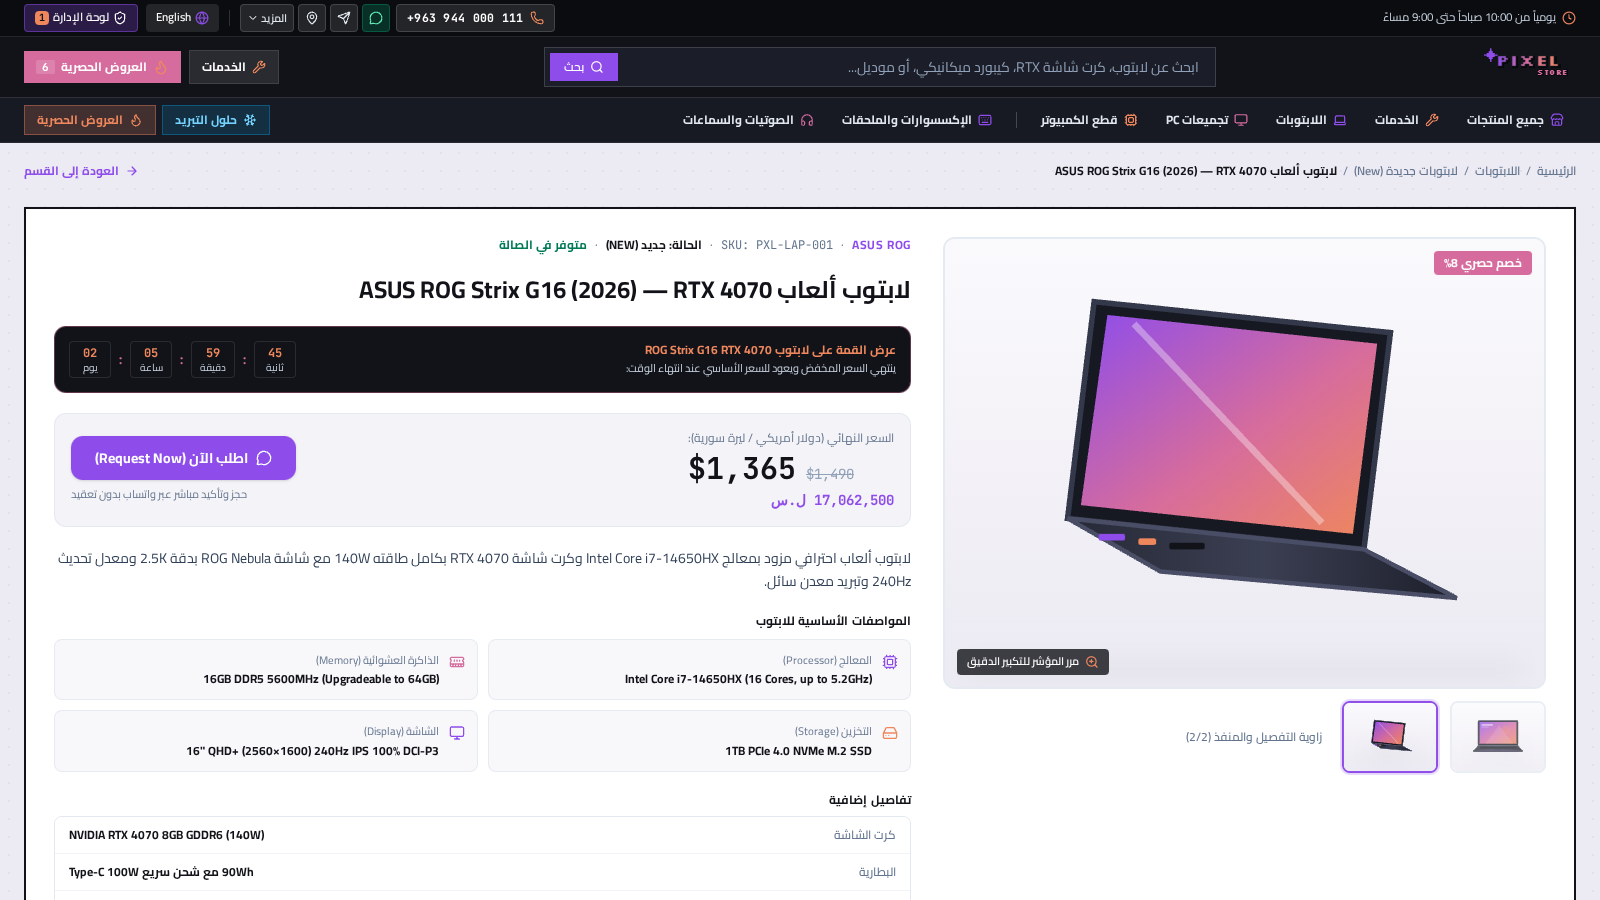 يومياً من 10:00 صباحاً حتى 9:00 مساءً
+963 944 000 111
المزيد
English
لوحة الإدارة 1
PIXEL STORE
ابحث عن لابتوب، كرت شاشة RTX، كيبورد ميكانيكي، أو موديل...
بحث
الخدمات
العروض الحصرية 6
جميع المنتجات
الخدمات
اللابتوبات
تجميعات PC
قطع الكمبيوتر
الإكسسوارات والملحقات
الصوتيات والسماعات
حلول التبريد
العروض الحصرية
الرئيسية / اللابتوبات / لابتوبات جديدة (New) / لابتوب ألعاب ASUS ROG Strix G16 (2026) — RTX 4070
العودة إلى القسم
خصم حصري 8%
مرر المؤشر للتكبير الدقيق
زاوية التفصيل والمنفذ (2/2)
ASUS ROG · SKU: PXL-LAP-001 · الحالة: جديد (NEW) · متوفر في الصالة
لابتوب ألعاب ASUS ROG Strix G16 (2026) — RTX 4070
عرض القمة على لابتوب ROG Strix G16 RTX 4070
ينتهي السعر المخفض ويعود للسعر الأساسي عند انتهاء الوقت:
45 ثانية : 59 دقيقة : 05 ساعة : 02 يوم
السعر النهائي (دولار أمريكي / ليرة سورية):
$1,365 $1,490
17,062,500 ل.س
اطلب الآن (Request Now)
حجز وتأكيد مباشر عبر واتساب بدون تعقيد
لابتوب ألعاب احترافي مزود بمعالج Intel Core i7-14650HX وكرت شاشة RTX 4070 بكامل طاقته 140W مع شاشة ROG Nebula بدقة 2.5K ومعدل تحديث
240Hz وتبريد معدن سائل.
المواصفات الأساسية للابتوب
المعالج (Processor)
Intel Core i7-14650HX (16 Cores, up to 5.2GHz)
الذاكرة العشوائية (Memory)
16GB DDR5 5600MHz (Upgradeable to 64GB)
التخزين (Storage)
1TB PCIe 4.0 NVMe M.2 SSD
الشاشة (Display)
16" QHD+ (2560×1600) 240Hz IPS 100% DCI-P3
تفاصيل إضافية
كرت الشاشة NVIDIA RTX 4070 8GB GDDR6 (140W)
البطارية 90Wh مع شحن سريع Type-C 100W